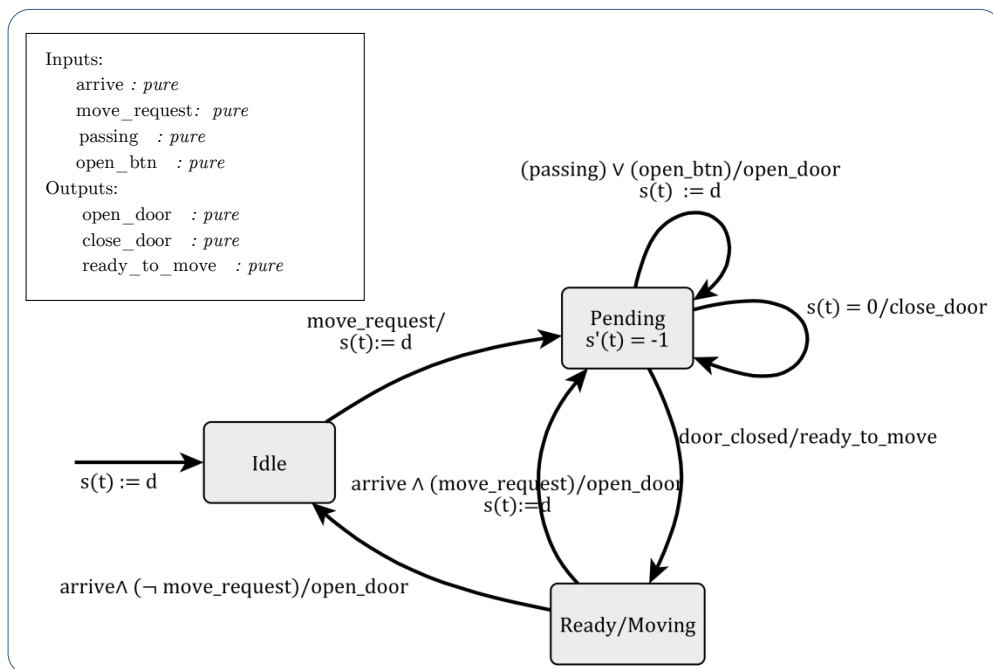 Inputs:
arrive : pure
move_request: pure
passing : pure
open_btn : pure
Outputs:
open_door : pure
close_door : pure
ready_to_move : pure
(passing) ∨ (open_btn)/open_door
s(t) := d
s(t) = 0/close_door
Pending
s'(t) = -1
move_request/
s(t):= d
door_closed/ready_to_move
Idle
s(t) := d
arrive ∧ (move_request)/open_door
s(t):=d
arrive∧ (¬ move_request)/open_door
Ready/Moving